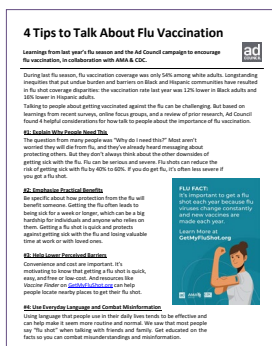 4 Tips to Talk About Flu Vaccination
Learnings from last year's flu season and the Ad Council campaign to encourage
flu vaccination, in collaboration with AMA & CDC.
ad
COUNCIL
During last flu season, flu vaccination coverage was only 54% among white adults. Longstanding
inequities that put undue burden and barriers on Black and Hispanic communities have resulted
in flu shot coverage disparities: the vaccination rate last year was 12% lower in Black adults and
16% lower in Hispanic adults.
Talking to people about getting vaccinated against the flu can be challenging. But based on
learnings from recent surveys, online focus groups, and a review of prior research, Ad Council
found 4 helpful considerations for how to talk to people about the importance of flu vaccination.
#1: Explain Why People Need This
The question from many people was "Why do I need this?" Most aren't
worried they will die from flu, and they've already heard messaging about
protecting others. But they don't always think about the other downsides of
getting sick with the flu. Flu can be serious and severe. Flu shots can reduce the
risk of getting sick with flu by 40% to 60%. If you do get flu, it's often less severe if
you got a flu shot.
#2: Emphasize Practical Benefits
Be specific about how protection from the flu will
benefit someone. Getting the flu often leads to
being sick for a week or longer, which can be a big
hardship for individuals and anyone who relies on
them. Getting a flu shot is quick and protects
against getting sick with the flu and losing valuable
time at work or with loved ones.
FLU FACT:
It's important to get a flu
shot each year because flu
viruses change constantly
and new vaccines are
made each year.
Learn More at
GetMyFluShot.org
#3: Help Lower Perceived Barriers
Convenience and cost are important. It's
motivating to know that getting a flu shot is quick,
easy, and free or low-cost. And resources like
Vaccine Finder on GetMyFluShot.org can help
people locate nearby places to get their flu shot.
#4: Use Everyday Language and Combat Misinformation
Using language that people use in their daily lives tends to be effective and
can help make it seem more routine and normal. We saw that most people
say "flu shot" when talking with friends and family. Get educated on the
facts so you can combat misunderstandings and misinformation.